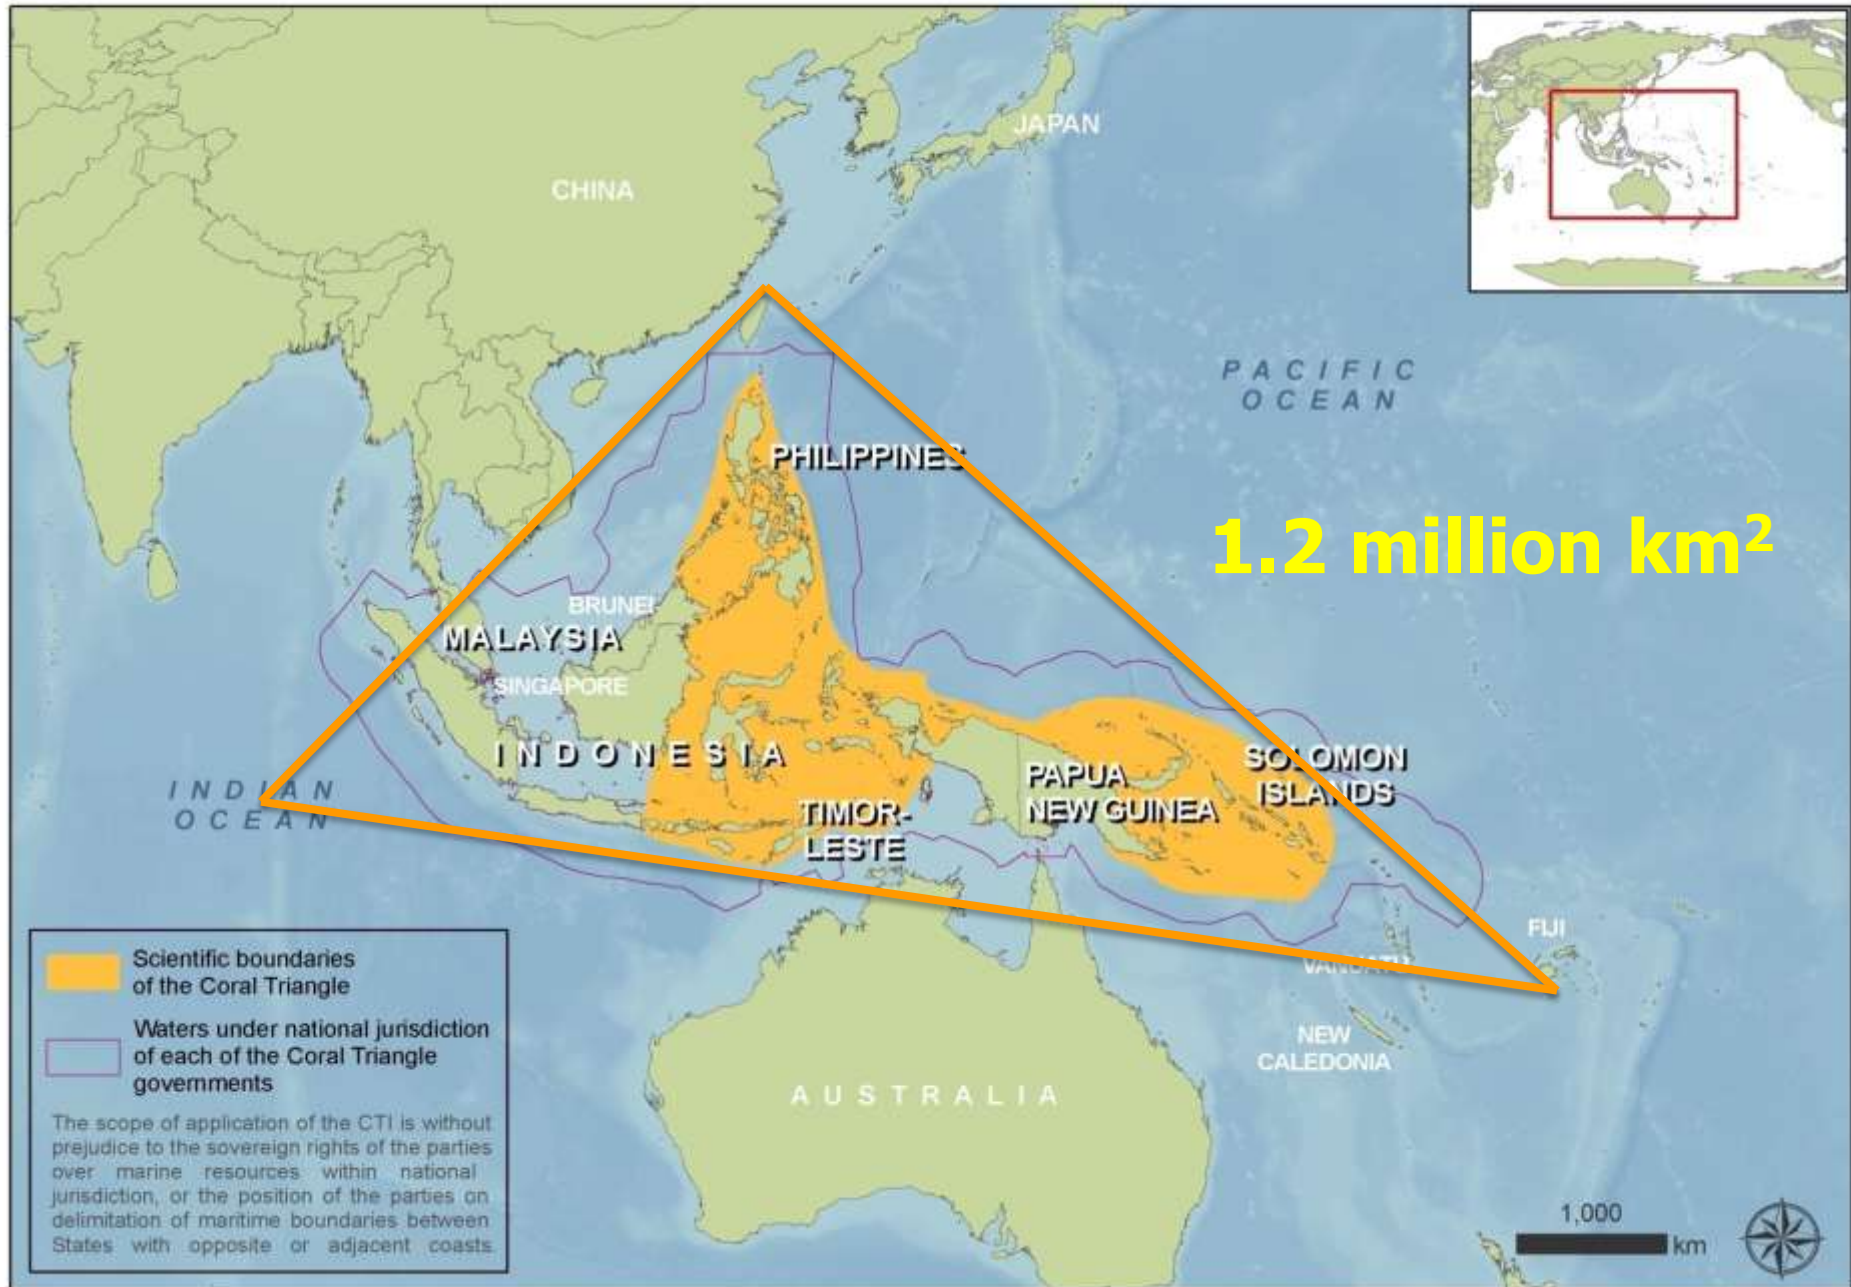 JAPAN
CHINA
PACIFIC
OCEAN
PHILIPPINES
1.2 million km²
BRUNEI
MALAYSIA
SINGAPORE
INDONESIA
SOLOMON
ISLANDS
PAPUA
NEW GUINEA
INDIAN
OCEAN
TIMOR-
LESTE
FIJI
VANUATU
NEW
CALEDONIA
AUSTRALIA
Scientific boundaries
of the Coral Triangle
Waters under national jurisdiction
of each of the Coral Triangle
governments
The scope of application of the CTI is without
prejudice to the sovereign rights of the parties
over marine resources within national
jurisdiction, or the position of the parties on
delimitation of maritime boundaries between
States with opposite or adjacent coasts.
1,000
km